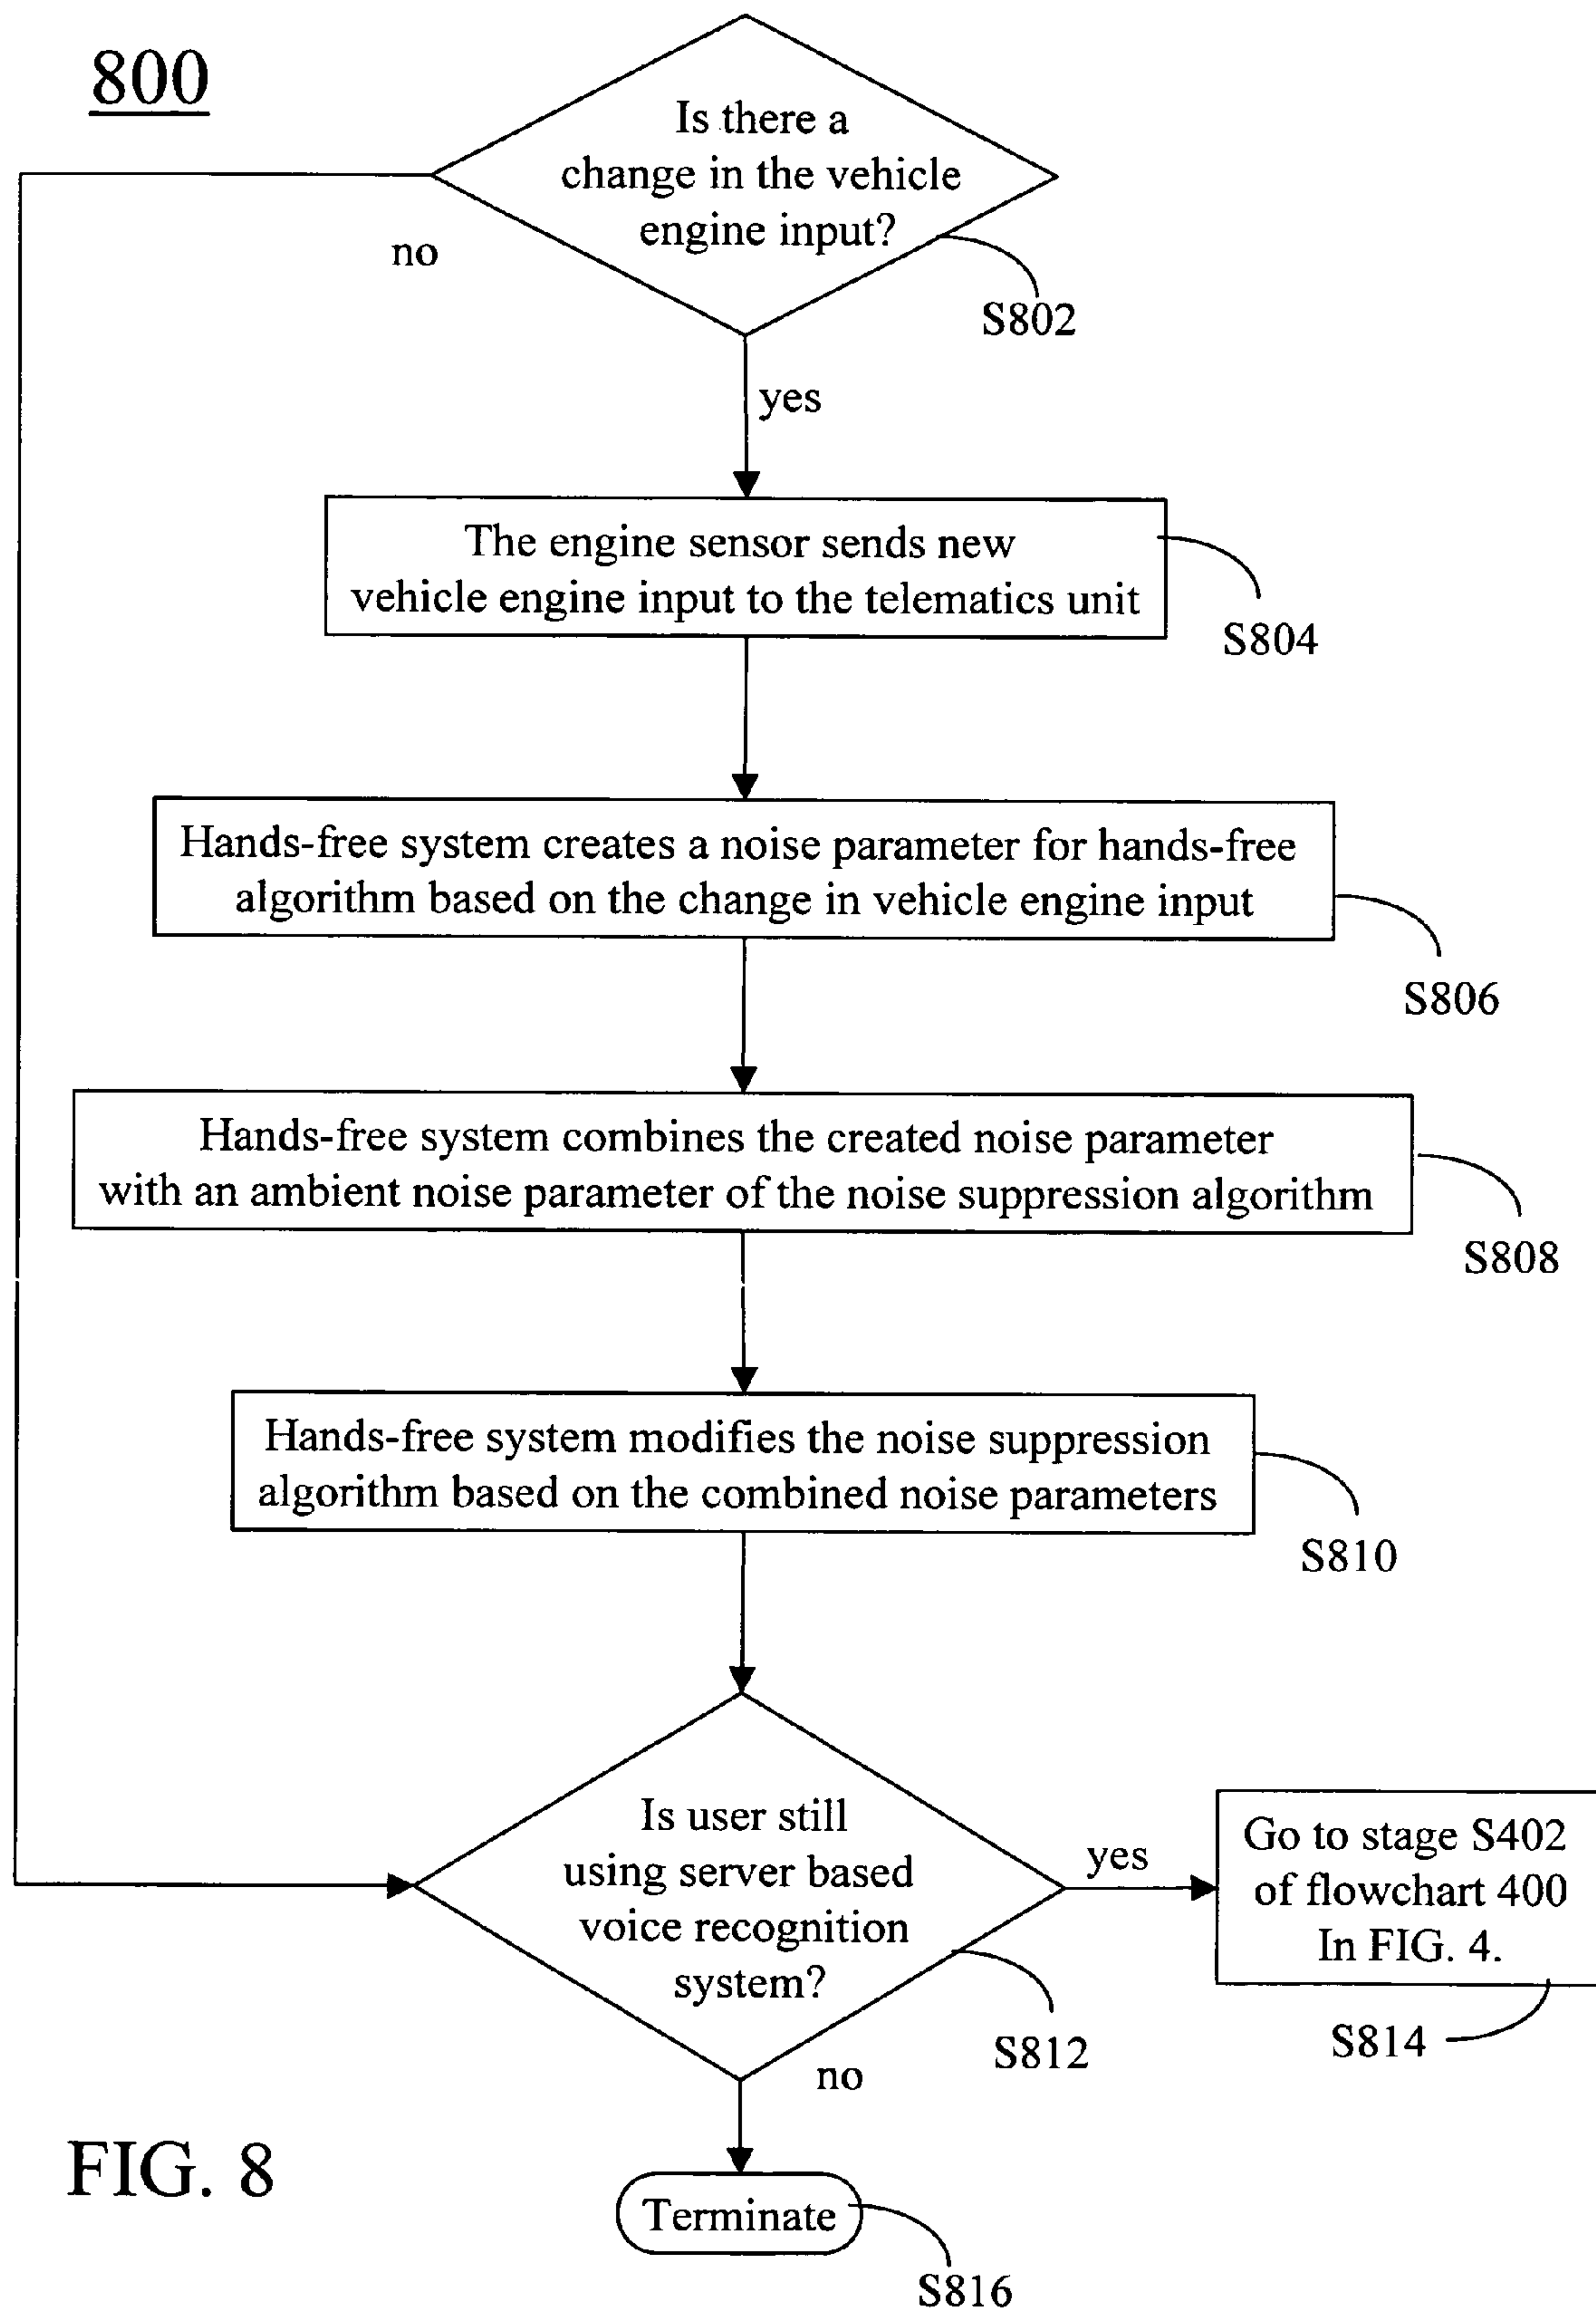 800
Is there a
change in the vehicle
engine input?
no
S802
yes
The engine sensor sends new
vehicle engine input to the telematics unit
S804
Hands-free system creates a noise parameter for hands-free
algorithm based on the change in vehicle engine input
S806
Hands-free system combines the created noise parameter
with an ambient noise parameter of the noise suppression algorithm
S808
Hands-free system modifies the noise suppression
algorithm based on the combined noise parameters
S810
Is user still
using server based
voice recognition
system?
yes
Go to stage S402
of flowchart 400
In FIG. 4.
S814
S812
no
FIG. 8
Terminate
S816